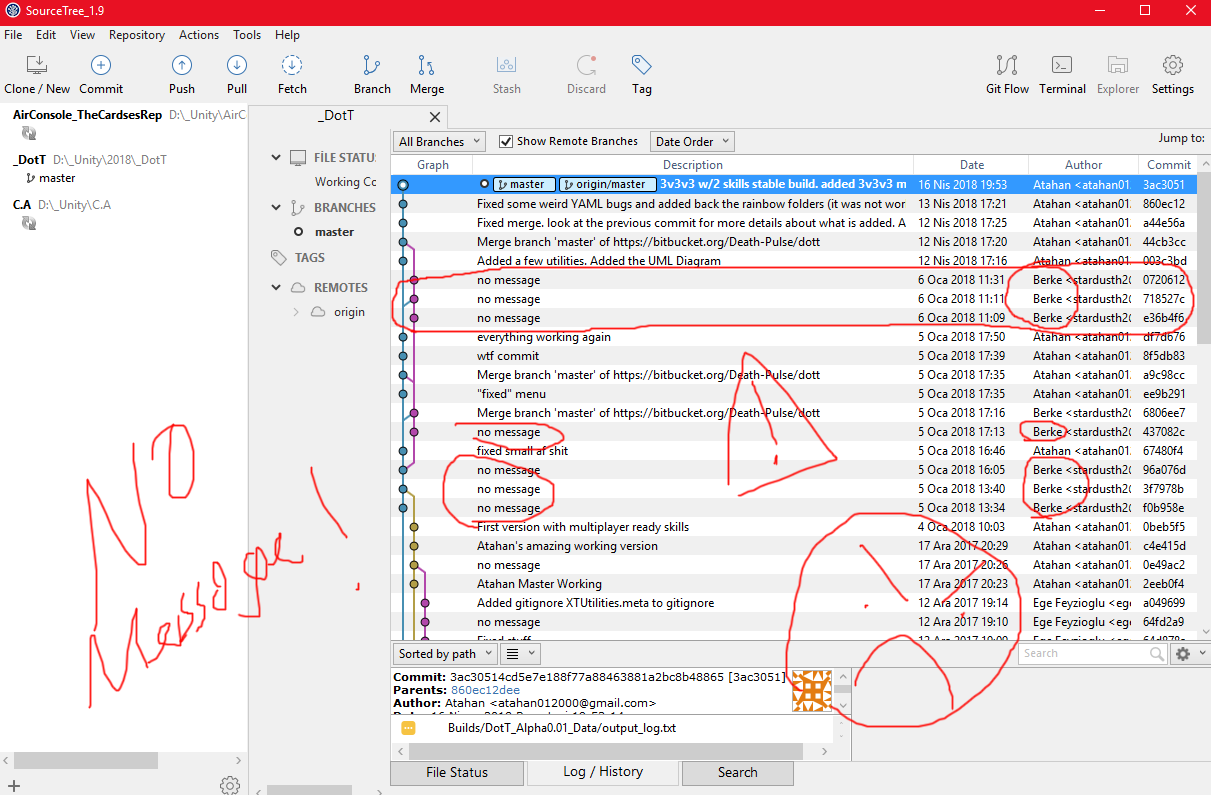 SourceTree_1.9
File Edit View Repository Actions Tools Help
Clone / New Commit Push Pull Fetch Branch Merge Stash Discard Tag Git Flow Terminal Explorer Settings
AirConsole_TheCardsesRep D:\_Unity\AirC
_DotT D:\_Unity\2018\_DotT
master
C.A D:\_Unity\C.A
_DotT
FİLE STATU
Working Co
BRANCHES
master
TAGS
REMOTES
origin
All Branches Show Remote Branches Date Order Jump to:
Graph Description Date Author Commit
master origin/master 3v3v3 w/2 skills stable build. added 3v3v3 m 16 Nis 2018 19:53 Atahan <atahan01 3ac3051
Fixed some weird YAML bugs and added back the rainbow folders (it was not wor 13 Nis 2018 17:21 Atahan <atahan01 860ec12
Fixed merge. look at the previous commit for more details about what is added. A 12 Nis 2018 17:25 Atahan <atahan01 a44e56a
Merge branch 'master' of https://bitbucket.org/Death-Pulse/dott 12 Nis 2018 17:20 Atahan <atahan01 44cb3cc
Added a few utilities. Added the UML Diagram 12 Nis 2018 17:16 Atahan <atahan01 003c3bd
no message 6 Oca 2018 11:31 Berke <stardusth2( 0720612
no message 6 Oca 2018 11:11 Berke <stardusth2( 718527c
no message 6 Oca 2018 11:09 Berke <stardusth2( e36b4f6
everything working again 5 Oca 2018 17:50 Atahan <atahan01 df7d676
wtf commit 5 Oca 2018 17:39 Atahan <atahan01 8f5db83
Merge branch 'master' of https://bitbucket.org/Death-Pulse/dott 5 Oca 2018 17:35 Atahan <atahan01 a9c98cc
"fixed" menu 5 Oca 2018 17:35 Atahan <atahan01 ee9b291
Merge branch 'master' of https://bitbucket.org/Death-Pulse/dott 5 Oca 2018 17:16 Berke <stardusth2( 6806ee7
no message 5 Oca 2018 17:13 Berke <stardusth2( 437082c
fixed small af shit 5 Oca 2018 16:46 Atahan <atahan01 67480f4
no message 5 Oca 2018 16:05 Berke <stardusth2( 96a076d
no message 5 Oca 2018 13:40 Berke <stardusth2( 3f7978b
no message 5 Oca 2018 13:34 Berke <stardusth2( f0b958e
First version with multiplayer ready skills 4 Oca 2018 10:03 Atahan <atahan01 0beb5f5
Atahan's amazing working version 17 Ara 2017 20:29 Atahan <atahan01 c4e415d
no message 17 Ara 2017 20:26 Atahan <atahan01 0e49ac2
Atahan Master Working 17 Ara 2017 20:23 Atahan <atahan01 2eeb0f4
Added gitignore XTUtilities.meta to gitignore 12 Ara 2017 19:14 Ege Feyzioglu <ege a049699
no message 12 Ara 2017 19:10 Ege Feyzioglu <ege 64fd2a9
Fixed stuff 12 Ara 2017 19:09 Ege Feyzioglu <ege 64d878c
NO
Message!
!
Sorted by path Search
Commit: 3ac30514cd5e7e188f77a88463881a2bc8b48865 [3ac3051]
Parents: 860ec12dee
Author: Atahan <atahan012000@gmail.com>
Builds/DotT_Alpha0.01_Data/output_log.txt
File Status Log / History Search